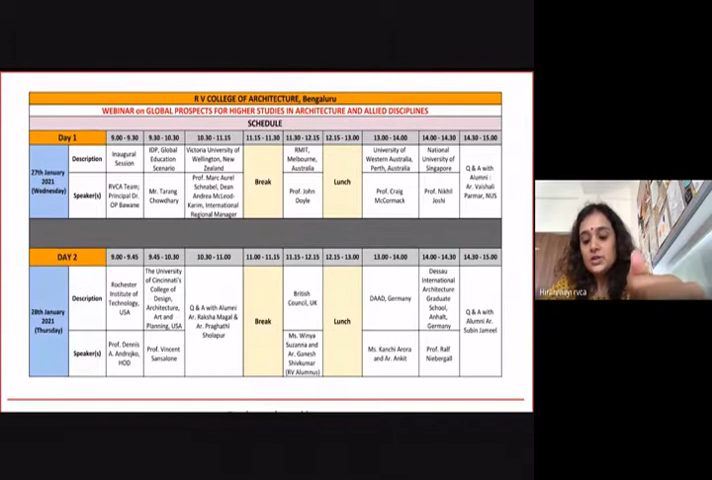 R V COLLEGE OF ARCHITECTURE, Bengaluru
WEBINAR on GLOBAL PROSPECTS FOR HIGHER STUDIES IN ARCHITECTURE AND ALLIED DISCIPLINES
SCHEDULE
Day 1
9.00 - 9.30
9.30 - 10.30
10.30 - 11.15
11.15 - 11.30
11.30 - 12.15
12.15 - 13.00
13.00 - 14.00
14.00 - 14.30
14.30 - 15.00
27th January
2021
(Wednesday)
Description
Inaugural
Session
IDP, Global
Education
Scenario
Victoria University of
Wellington, New
Zealand
Break
RMIT,
Melbourne,
Australia
Lunch
University of
Western Australia,
Perth, Australia
National
University of
Singapore
Q & A with
Alumni :
Ar. Vaishali
Parmar, NUS
Speaker(s)
RVCA Team;
Principal Dr.
OP Bawane
Mr. Tarang
Chowdhary
Prof. Marc Aurel
Schnabel, Dean
Andrea McLeod-
Karim, International
Regional Manager
Prof. John
Doyle
Prof. Craig
McCormack
Prof. Nikhil
Joshi
DAY 2
9.00 - 9.45
9.45 - 10.30
10.30 - 11.00
11.00 - 11.15
11.15 - 12.15
12.15 - 13.00
13.00 - 14.00
14.00 - 14.30
14.30 - 15.00
28th January
2021
(Thursday)
Description
Rochester
Institute of
Technology,
USA
The University
of Cincinnati's
College of
Design,
Architecture,
Art and
Planning, USA
Q & A with Alumni
Ar. Raksha Magal &
Ar. Praghathi
Sholapur
Break
British
Council, UK
Lunch
DAAD, Germany
Dessau
International
Architecture
Graduate
School,
Anhalt,
Germany
Q & A with
Alumni Ar.
Subin Jameel
Speaker(s)
Prof. Dennis
A. Andrejko,
HOD
Prof. Vincent
Sansalone
Ms. Winya
Suzanna and
Ar. Ganesh
Shivkumar
(RV Alumnus)
Ms. Kanchi Arora
and Ar. Ankit
Prof. Ralf
Niebergall
Hiranmayi rvca